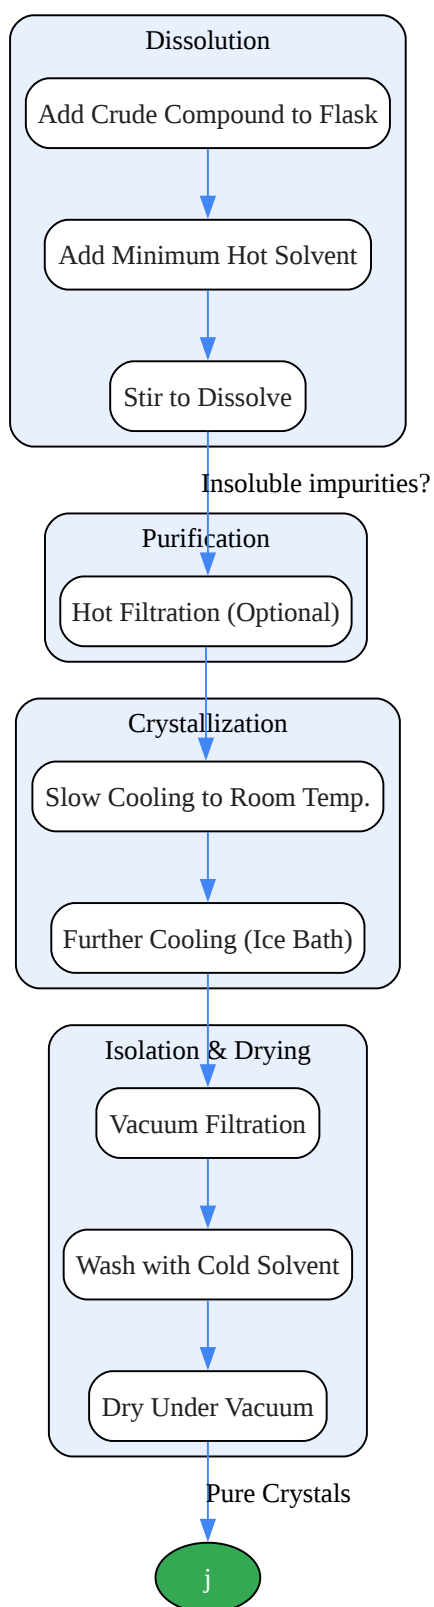 Dissolution
Add Crude Compound to Flask
Add Minimum Hot Solvent
Stir to Dissolve
Insoluble impurities?
Purification
Hot Filtration (Optional)
Crystallization
Slow Cooling to Room Temp.
Further Cooling (Ice Bath)
Isolation & Drying
Vacuum Filtration
Wash with Cold Solvent
Dry Under Vacuum
Pure Crystals
j